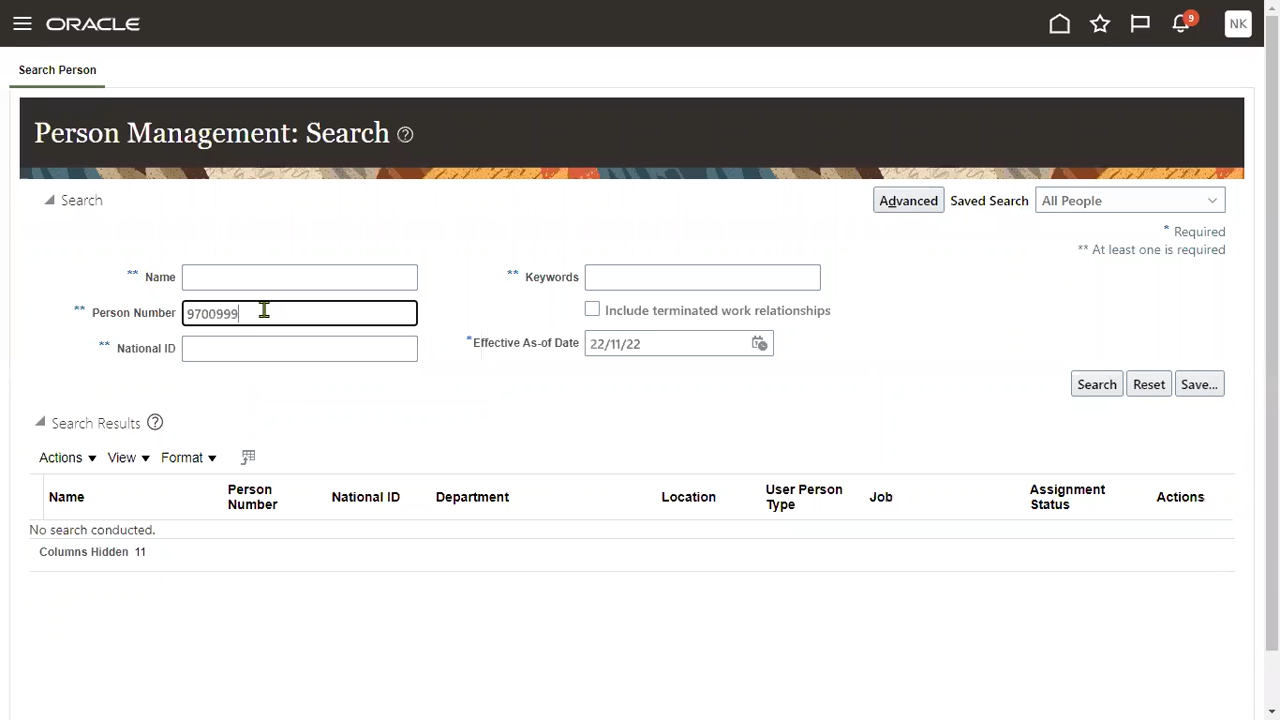 ORACLE
9
NK
Search Person
Person Management: Search ?
Search
Advanced Saved Search All People
* Required
** At least one is required
** Name
** Keywords
** Person Number 9700999
Include terminated work relationships
** National ID
*Effective As-of Date 22/11/22
Search Reset Save...
Search Results ?
Actions View Format
Name Person Number National ID Department Location User Person Type Job Assignment Status Actions
No search conducted.
Columns Hidden 11